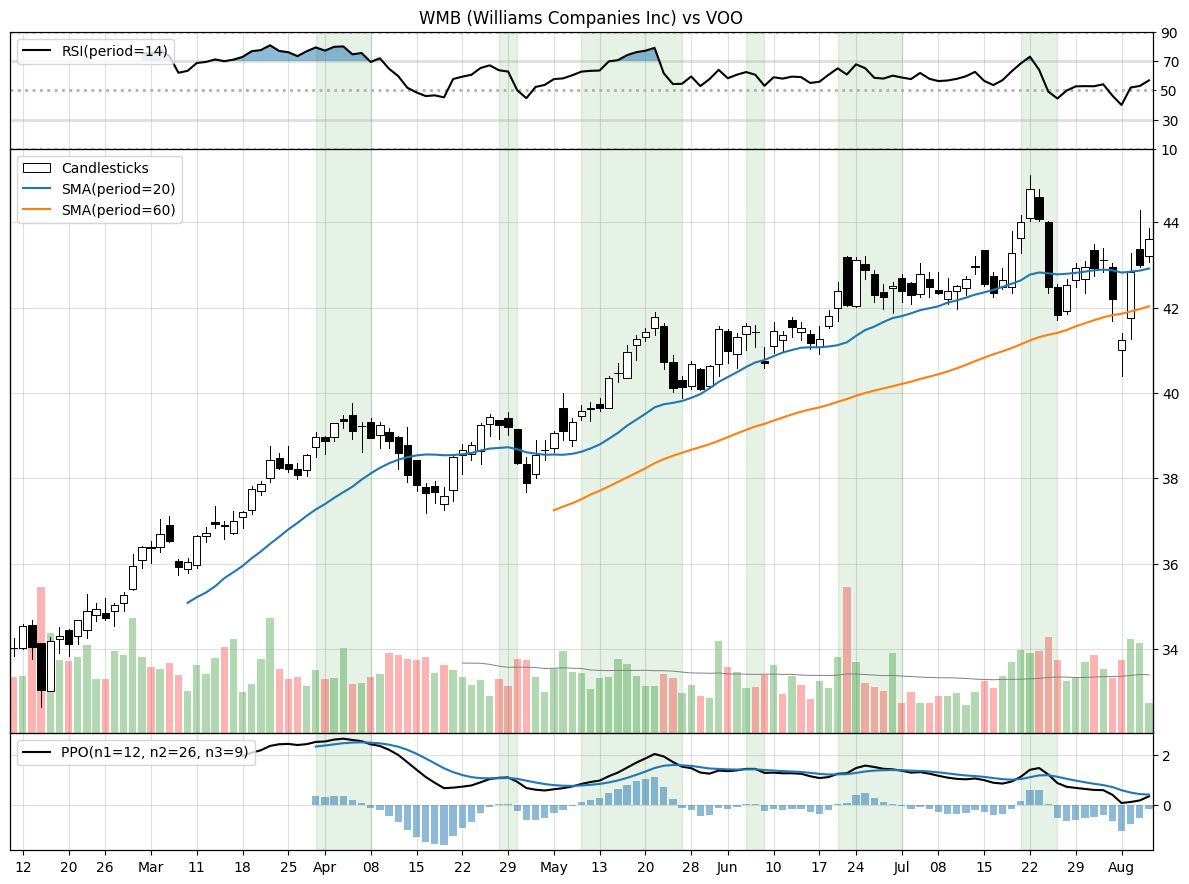 WMB (Williams Companies Inc) vs VOO
RSI(period=14)
90
70
50
30
10
Candlesticks
SMA(period=20)
SMA(period=60)
44
42
40
38
36
34
PPO(n1=12, n2=26, n3=9)
2
0
12 20 26 Mar 11 18 25 Apr 08 15 22 29 May 13 20 28 Jun 10 17 24 Jul 08 15 22 29 Aug